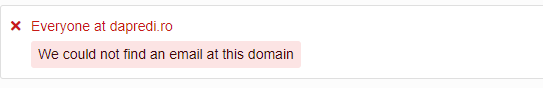 Everyone at dapredi.ro
We could not find an email at this domain